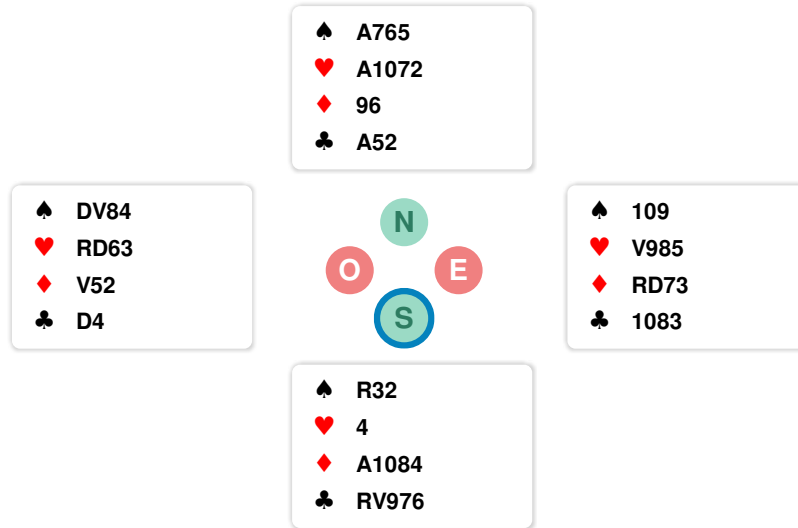 ♠ A765
♥ A1072
♦ 96
♣ A52
♠ DV84
♥ RD63
♦ V52
♣ D4
N
O E
S
♠ 109
♥ V985
♦ RD73
♣ 1083
♠ R32
♥ 4
♦ A1084
♣ RV976